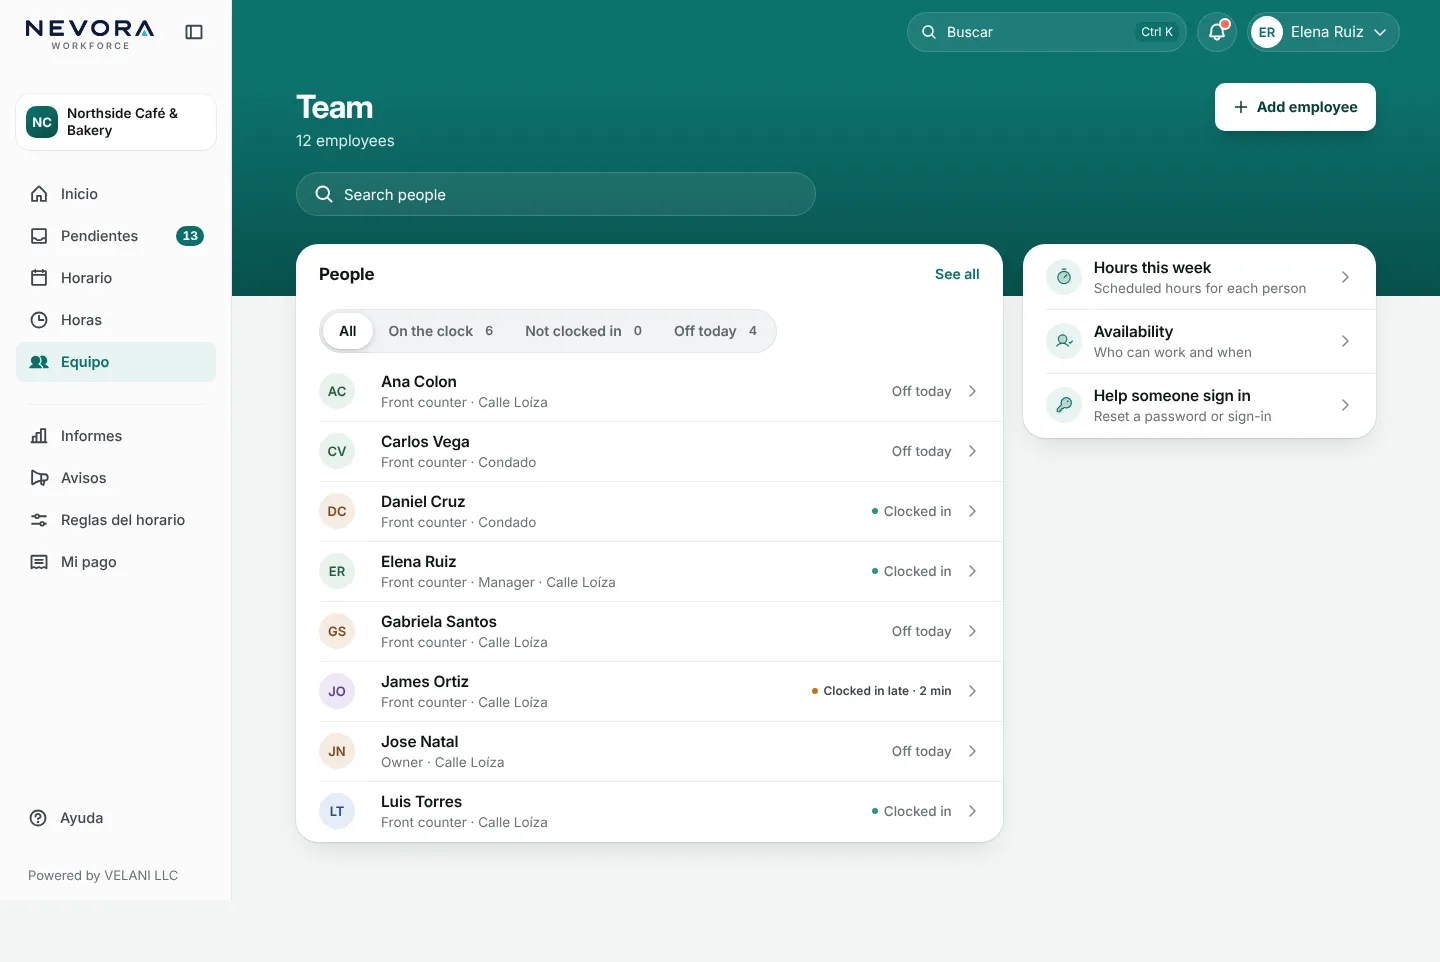 NEVORA
WORKFORCE
Buscar
Ctrl K
ER
Elena Ruiz
NC
Northside Café &
Bakery
Inicio
Pendientes
13
Horario
Horas
Equipo
Informes
Avisos
Reglas del horario
Mi pago
Ayuda
Powered by VELANI LLC
Team
12 employees
Add employee
Search people
People
See all
All
On the clock 6
Not clocked in 0
Off today 4
AC
Ana Colon
Front counter · Calle Loíza
Off today
CV
Carlos Vega
Front counter · Condado
Off today
DC
Daniel Cruz
Front counter · Condado
Clocked in
ER
Elena Ruiz
Front counter · Manager · Calle Loíza
Clocked in
GS
Gabriela Santos
Front counter · Calle Loíza
Off today
JO
James Ortiz
Front counter · Calle Loíza
Clocked in late · 2 min
JN
Jose Natal
Owner · Calle Loíza
Off today
LT
Luis Torres
Front counter · Calle Loíza
Clocked in
Hours this week
Scheduled hours for each person
Availability
Who can work and when
Help someone sign in
Reset a password or sign-in